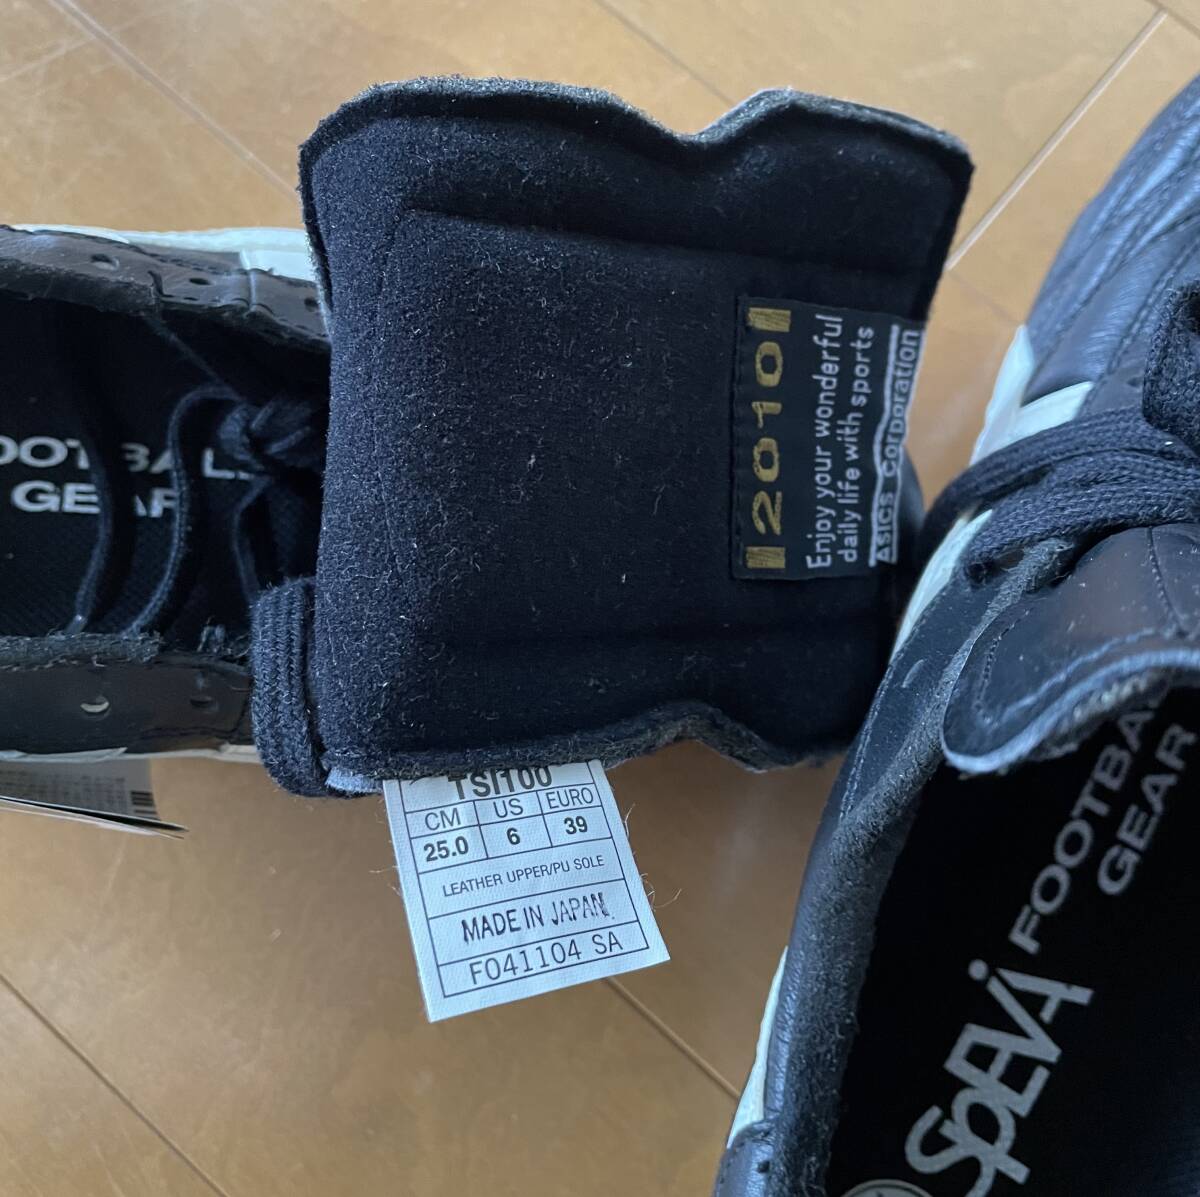 2010
Enjoy your wonderful
daily life with sports
Asics Corporation
FOOTBALL
GEAR
TSI100
CM US EURO
25.0 6 39
LEATHER UPPER/PU SOLE
MADE IN JAPAN
F041104 SA
SpEVA
FOOTBA
GEAR